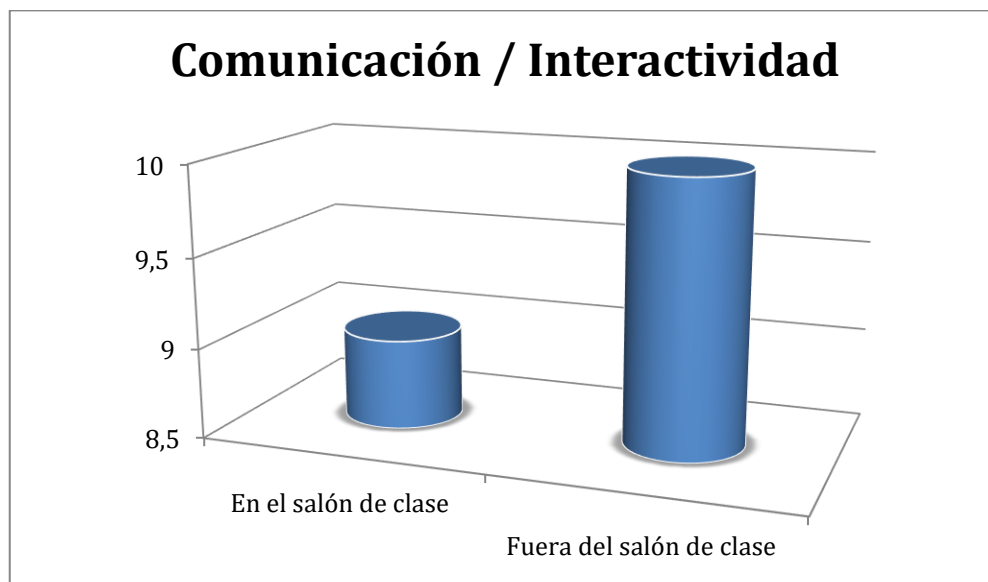 Comunicación / Interactividad
10
9,5
9
8,5
En el salón de clase
Fuera del salón de clase